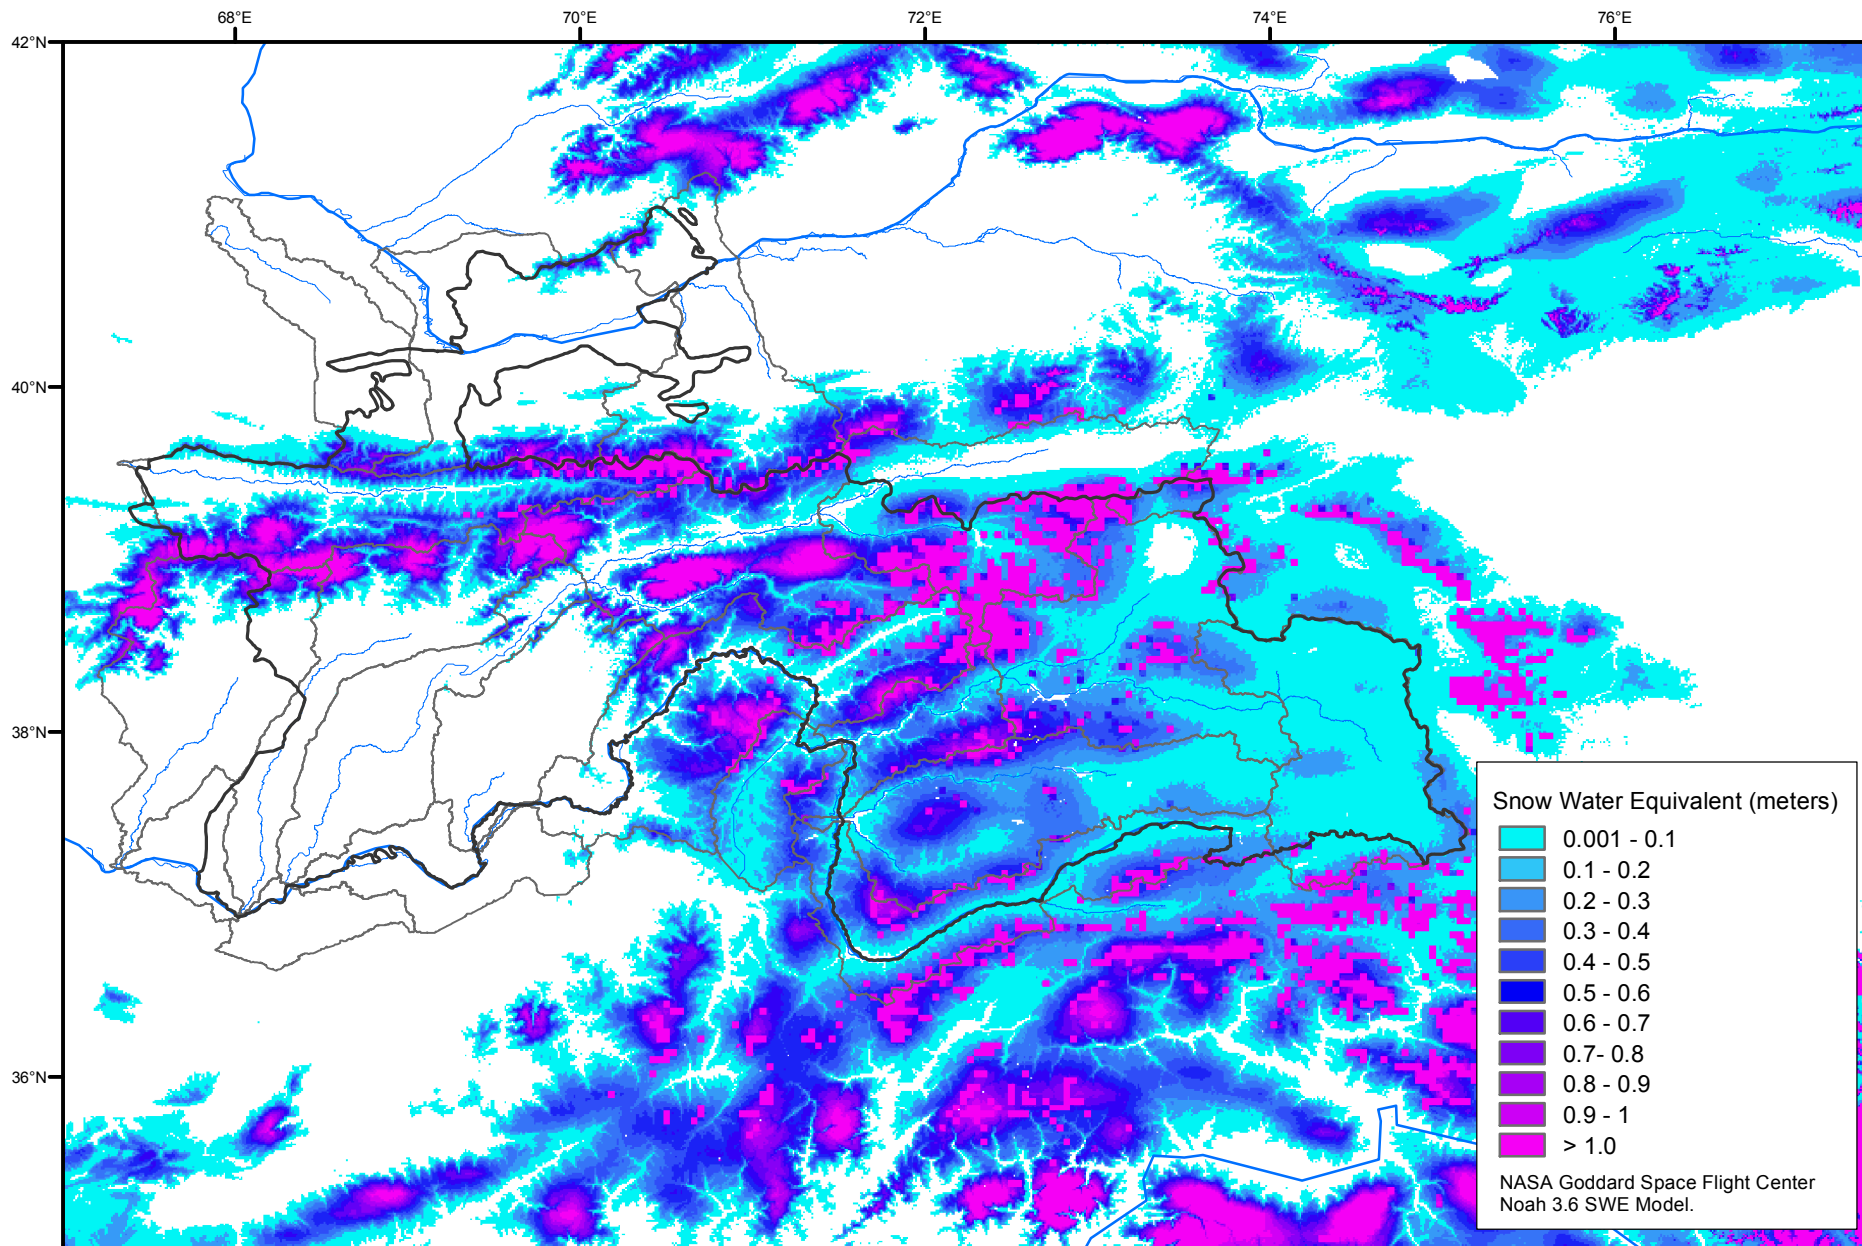 68°E
70°E
72°E
74°E
76°E
42°N
40°N
38°N
36°N
Snow Water Equivalent (meters)
0.001 - 0.1
0.1 - 0.2
0.2 - 0.3
0.3 - 0.4
0.4 - 0.5
0.5 - 0.6
0.6 - 0.7
0.7- 0.8
0.8 - 0.9
0.9 - 1
> 1.0
NASA Goddard Space Flight Center
Noah 3.6 SWE Model.